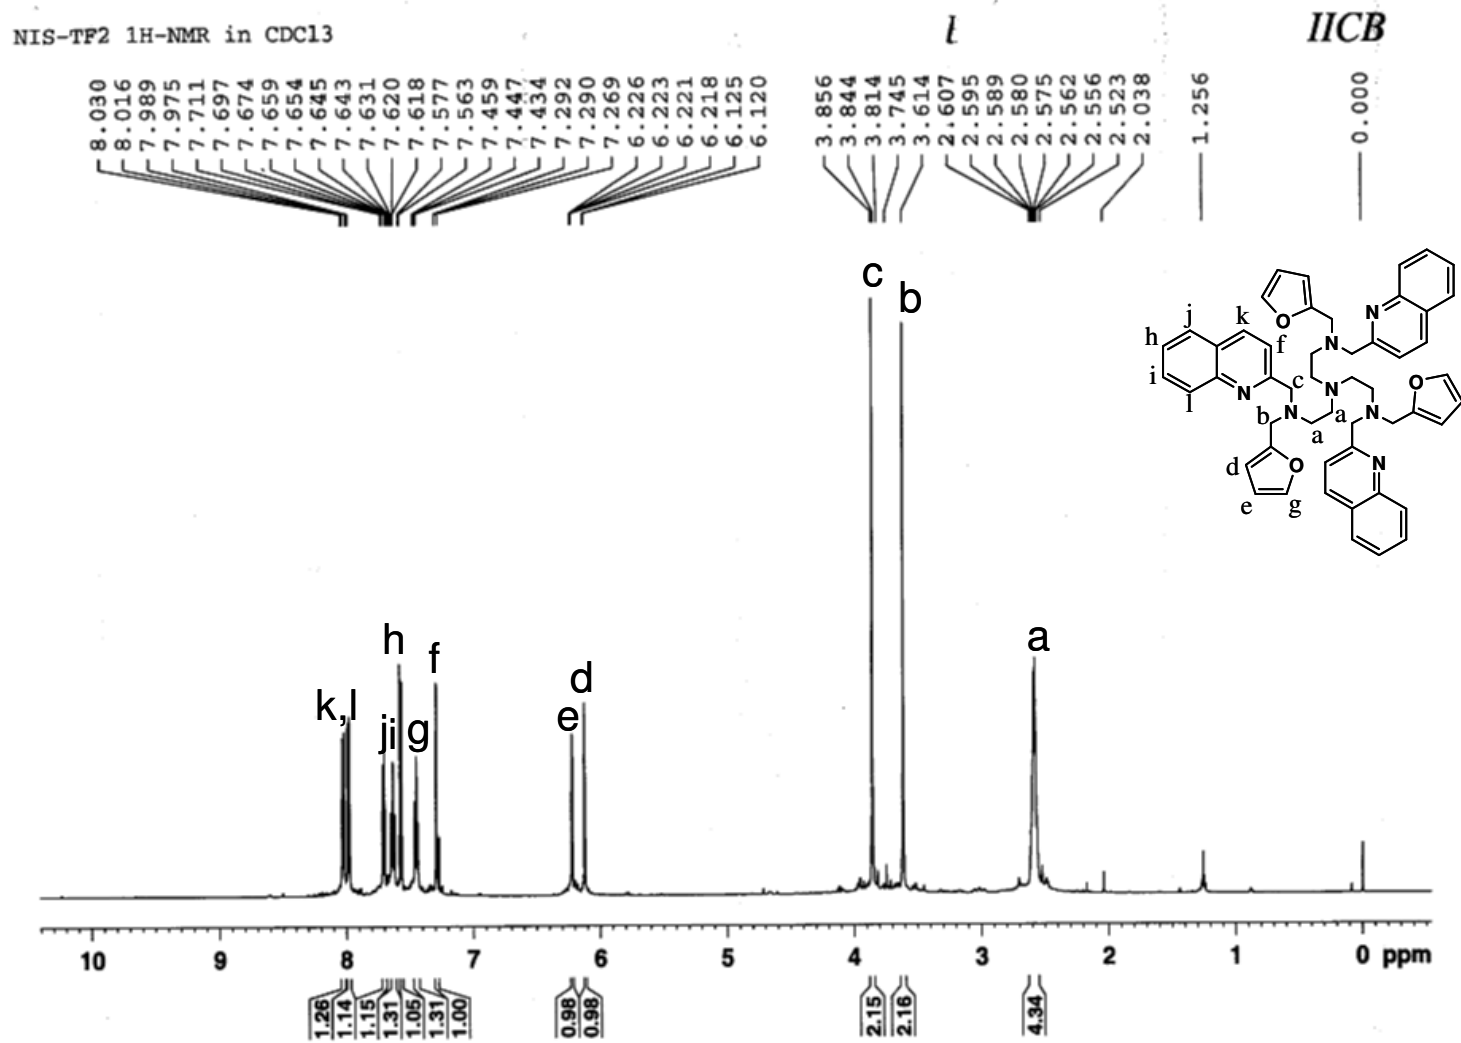 NIS-TF2 1H-NMR in CDCl3
l
IICB
8.030
8.016
7.989
7.975
7.711
7.697
7.674
7.659
7.654
7.645
7.643
7.631
7.620
7.618
7.577
7.563
7.459
7.447
7.434
7.292
7.290
7.269
6.226
6.223
6.221
6.218
6.125
6.120
3.856
3.844
3.814
3.745
3.614
2.607
2.595
2.589
2.580
2.575
2.562
2.556
2.523
2.038
1.256
0.000
c
b
h
f
k,l
j
i
g
e
d
a
O
N
N
j
k
h
f
i
l
N
c
N
O
b
N
a
N
a
d
O
N
e
g
10 9 8 7 6 5 4 3 2 1 0 ppm
1.26
1.14
1.15
1.31
1.05
1.31
1.00
0.98
0.98
2.15
2.16
4.34